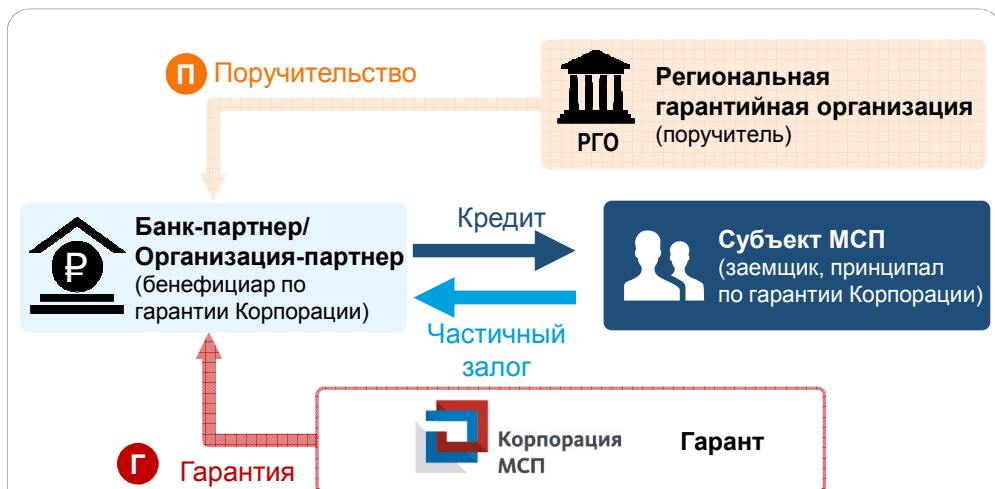 П Поручительство
Региональная
гарантийная организация
(поручитель)
РГО
Банк-партнер/
Организация-партнер
(бенефициар по
гарантии Корпорации)
₽
Кредит
Частичный
залог
Субъект МСП
(заемщик, принципал
по гарантии Корпорации)
Г Гарантия
Корпорация
МСП
Гарант